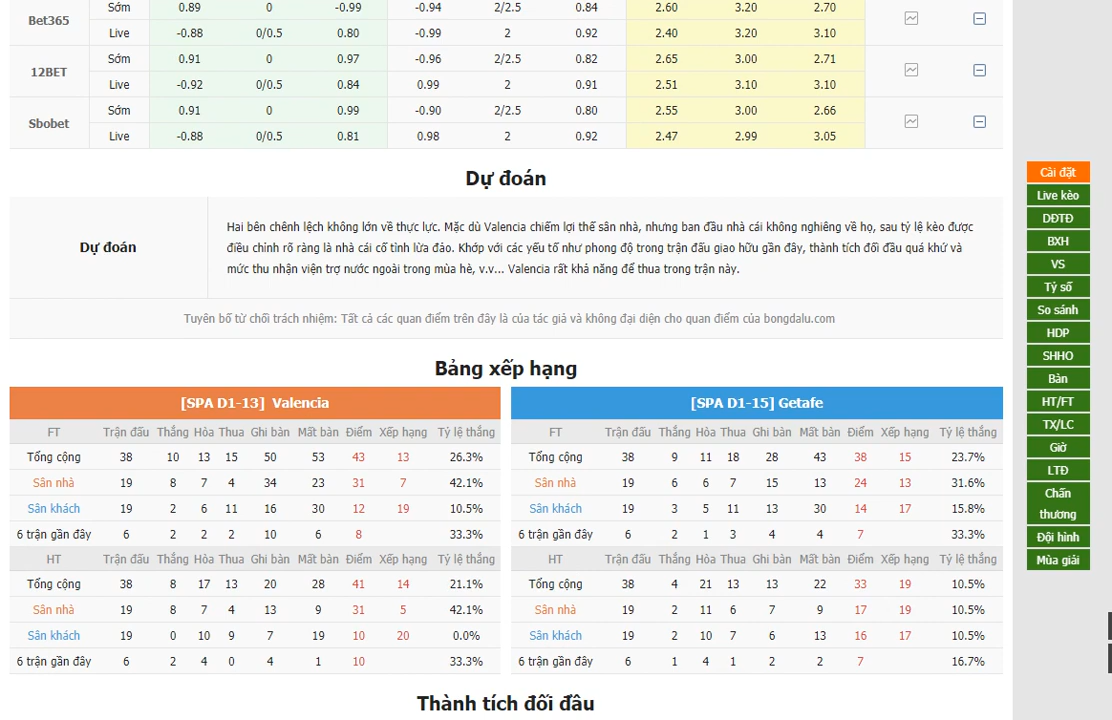 Bet365 Sớm 0.89 0 -0.99 -0.94 2/2.5 0.84 2.60 3.20 2.70
Live -0.88 0/0.5 0.80 -0.99 2 0.92 2.40 3.20 3.10
12BET Sớm 0.91 0 0.97 -0.96 2/2.5 0.82 2.65 3.00 2.71
Live -0.92 0/0.5 0.84 0.99 2 0.91 2.51 3.10 3.10
Sbobet Sớm 0.91 0 0.99 -0.90 2/2.5 0.80 2.55 3.00 2.66
Live -0.88 0/0.5 0.81 0.98 2 0.92 2.47 2.99 3.05
Dự đoán
Dự đoán
Hai bên chênh lệch không lớn về thực lực. Mặc dù Valencia chiếm lợi thế sân nhà, nhưng ban đầu nhà cái không nghiêng về họ, sau tỷ lệ kèo được
điều chỉnh rõ ràng là nhà cái cố tình lừa đảo. Khớp với các yếu tố như phong độ trong trận đấu giao hữu gần đây, thành tích đối đầu quá khứ và
mức thu nhận viện trợ nước ngoài trong mùa hè, v.v... Valencia rất khả năng để thua trong trận này.
Tuyên bố từ chối trách nhiệm: Tất cả các quan điểm trên đây là của tác giả và không đại diện cho quan điểm của bongdalu.com
Bảng xếp hạng
[SPA D1-13] Valencia
FT Trận đấu Thắng Hòa Thua Ghi bàn Mất bàn Điểm Xếp hạng Tỷ lệ thắng
Tổng cộng 38 10 13 15 50 53 43 13 26.3%
Sân nhà 19 8 7 4 34 23 31 7 42.1%
Sân khách 19 2 6 11 16 30 12 19 10.5%
6 trận gần đây 6 2 2 2 10 6 8 33.3%
HT Trận đấu Thắng Hòa Thua Ghi bàn Mất bàn Điểm Xếp hạng Tỷ lệ thắng
Tổng cộng 38 8 17 13 20 28 41 14 21.1%
Sân nhà 19 8 7 4 13 9 31 5 42.1%
Sân khách 19 0 10 9 7 19 10 20 0.0%
6 trận gần đây 6 2 4 0 4 1 10 33.3%
[SPA D1-15] Getafe
FT Trận đấu Thắng Hòa Thua Ghi bàn Mất bàn Điểm Xếp hạng Tỷ lệ thắng
Tổng cộng 38 9 11 18 28 43 38 15 23.7%
Sân nhà 19 6 6 7 15 13 24 13 31.6%
Sân khách 19 3 5 11 13 30 14 17 15.8%
6 trận gần đây 6 2 1 3 4 4 7 33.3%
HT Trận đấu Thắng Hòa Thua Ghi bàn Mất bàn Điểm Xếp hạng Tỷ lệ thắng
Tổng cộng 38 4 21 13 13 22 33 19 10.5%
Sân nhà 19 2 11 6 7 9 17 19 10.5%
Sân khách 19 2 10 7 6 13 16 17 10.5%
6 trận gần đây 6 1 4 1 2 2 7 16.7%
Thành tích đối đầu
Cài đặt
Live kèo
DĐTĐ
BXH
VS
Tỷ số
So sánh
HDP
SHHO
Bàn
HT/FT
TX/LC
Giờ
LTĐ
Chấn
thương
Đội hình
Mùa giải